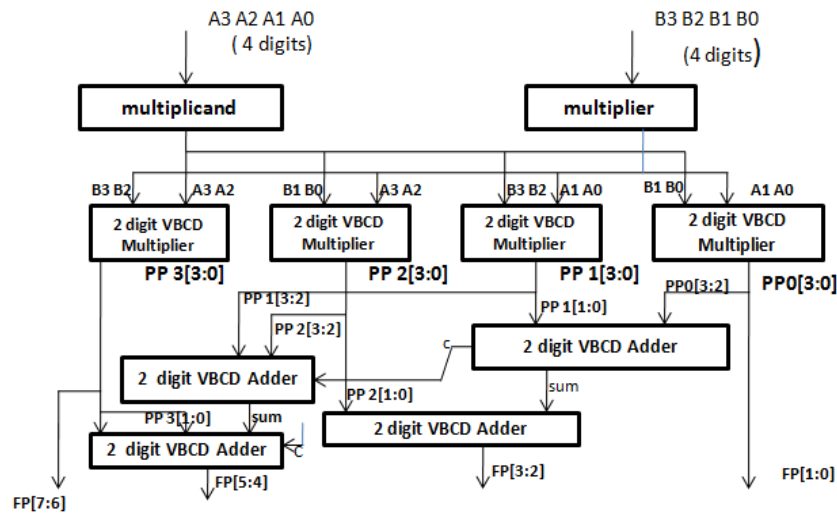 A3 A2 A1 A0
( 4 digits)
B3 B2 B1 B0
(4 digits)
multiplicand
multiplier
B3 B2
A3 A2
B1 B0
A3 A2
B3 B2
A1 A0
B1 B0
A1 A0
2 digit VBCD
Multiplier
2 digit VBCD
Multiplier
2 digit VBCD
Multiplier
2 digit VBCD
Multiplier
PP 3[3:0]
PP 2[3:0]
PP 1[3:0]
PP0[3:0]
PP 1[3:2]
PP 1[1:0]
PP0[3:2]
PP 2[3:2]
c
2 digit VBCD Adder
2 digit VBCD Adder
PP 2[1:0]
sum
PP 3[1:0]
sum
2 digit VBCD Adder
2 digit VBCD Adder
C
FP[7:6]
FP[5:4]
FP[3:2]
FP[1:0]